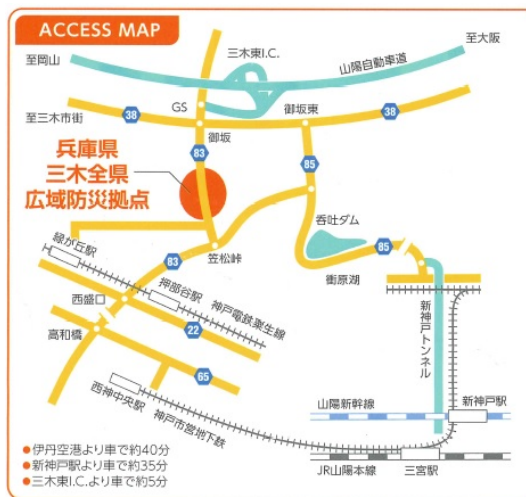 ACCESS MAP
至大阪
三木東I.C.
至岡山
山陽自動車道
GS
38
御坂東
38
至三木市街
御坂
兵庫県
三木全県
広域防災拠点
83
85
呑吐ダム
緑が丘駅
83
笠松峠
85
衝原湖
押部谷駅
神戸電鉄粟生線
西盛口
22
新神戸トンネル
高和橋
65
西神中央駅
神戸市営地下鉄
山陽新幹線
新神戸駅
●伊丹空港より車で約40分
●新神戸駅より車で約35分
●三木東I.C.より車で約5分
JR山陽本線
三宮駅